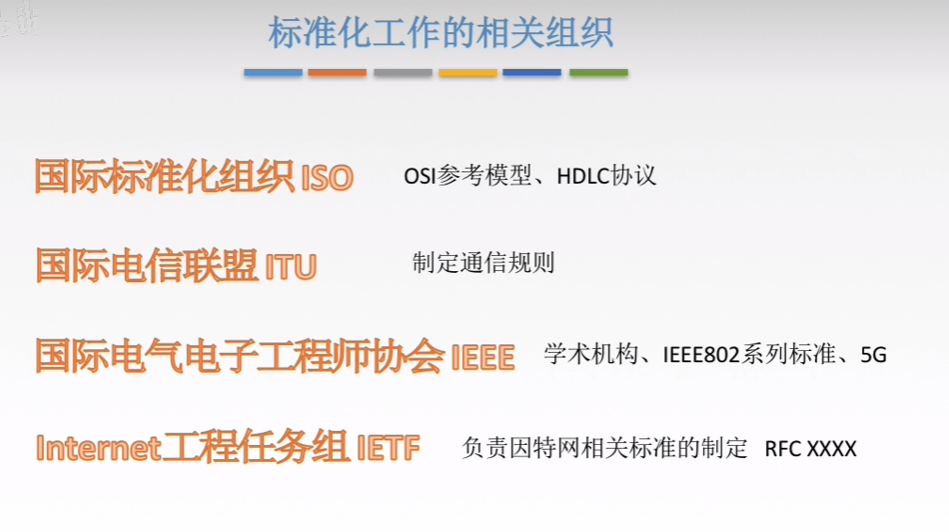 标准化工作的相关组织
国际标准化组织 ISO OSI参考模型、HDLC协议
国际电信联盟 ITU 制定通信规则
国际电气电子工程师协会 IEEE 学术机构、IEEE802系列标准、5G
Internet工程任务组 IETF 负责因特网相关标准的制定 RFC XXXX